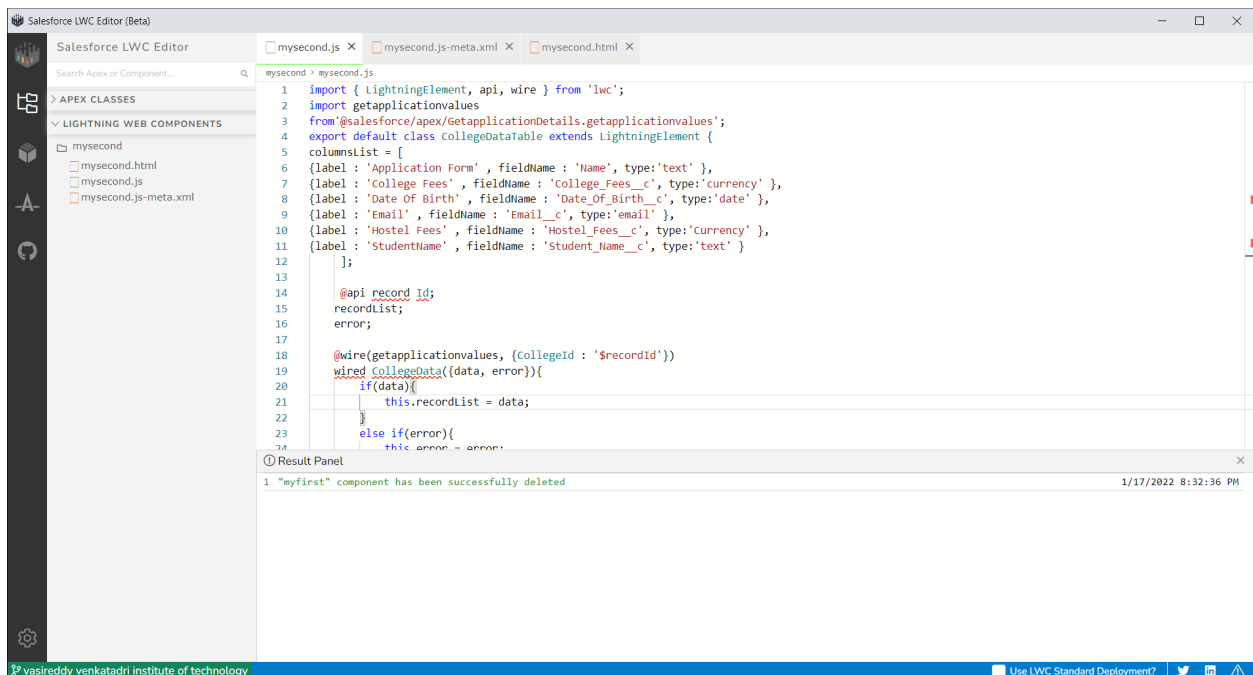 Salesforce LWC Editor (Beta)
Salesforce LWC Editor
Search Apex or Component...
APEX CLASSES
LIGHTNING WEB COMPONENTS
mysecond
mysecond.html
mysecond.js
mysecond.js-meta.xml
mysecond.js mysecond.js-meta.xml mysecond.html
mysecond > mysecond.js
1 import { LightningElement, api, wire } from 'lwc';
2 import getapplicationvalues
3 from'@salesforce/apex/GetapplicationDetails.getapplicationvalues';
4 export default class CollegeDataTable extends LightningElement {
5 columnsList = [
6 {label : 'Application Form' , fieldName : 'Name', type:'text' },
7 {label : 'College Fees' , fieldName : 'College_Fees__c', type:'currency' },
8 {label : 'Date Of Birth' , fieldName : 'Date_Of_Birth__c', type:'date' },
9 {label : 'Email' , fieldName : 'Email__c', type:'email' },
10 {label : 'Hostel Fees' , fieldName : 'Hostel_Fees__c', type:'Currency' },
11 {label : 'StudentName' , fieldName : 'Student_Name__c', type:'text' }
12 ];
13
14 @api record Id;
15 recordList;
16 error;
17
18 @wire(getapplicationvalues, {CollegeId : '$recordId'})
19 wired CollegeData({data, error}){
20 if(data){
21 this.recordList = data;
22 }
23 else if(error){
24 this.error = error;
Result Panel
1 "myfirst" component has been successfully deleted 1/17/2022 8:32:36 PM
vasireddy venkatadri institute of technology
Use LWC Standard Deployment?